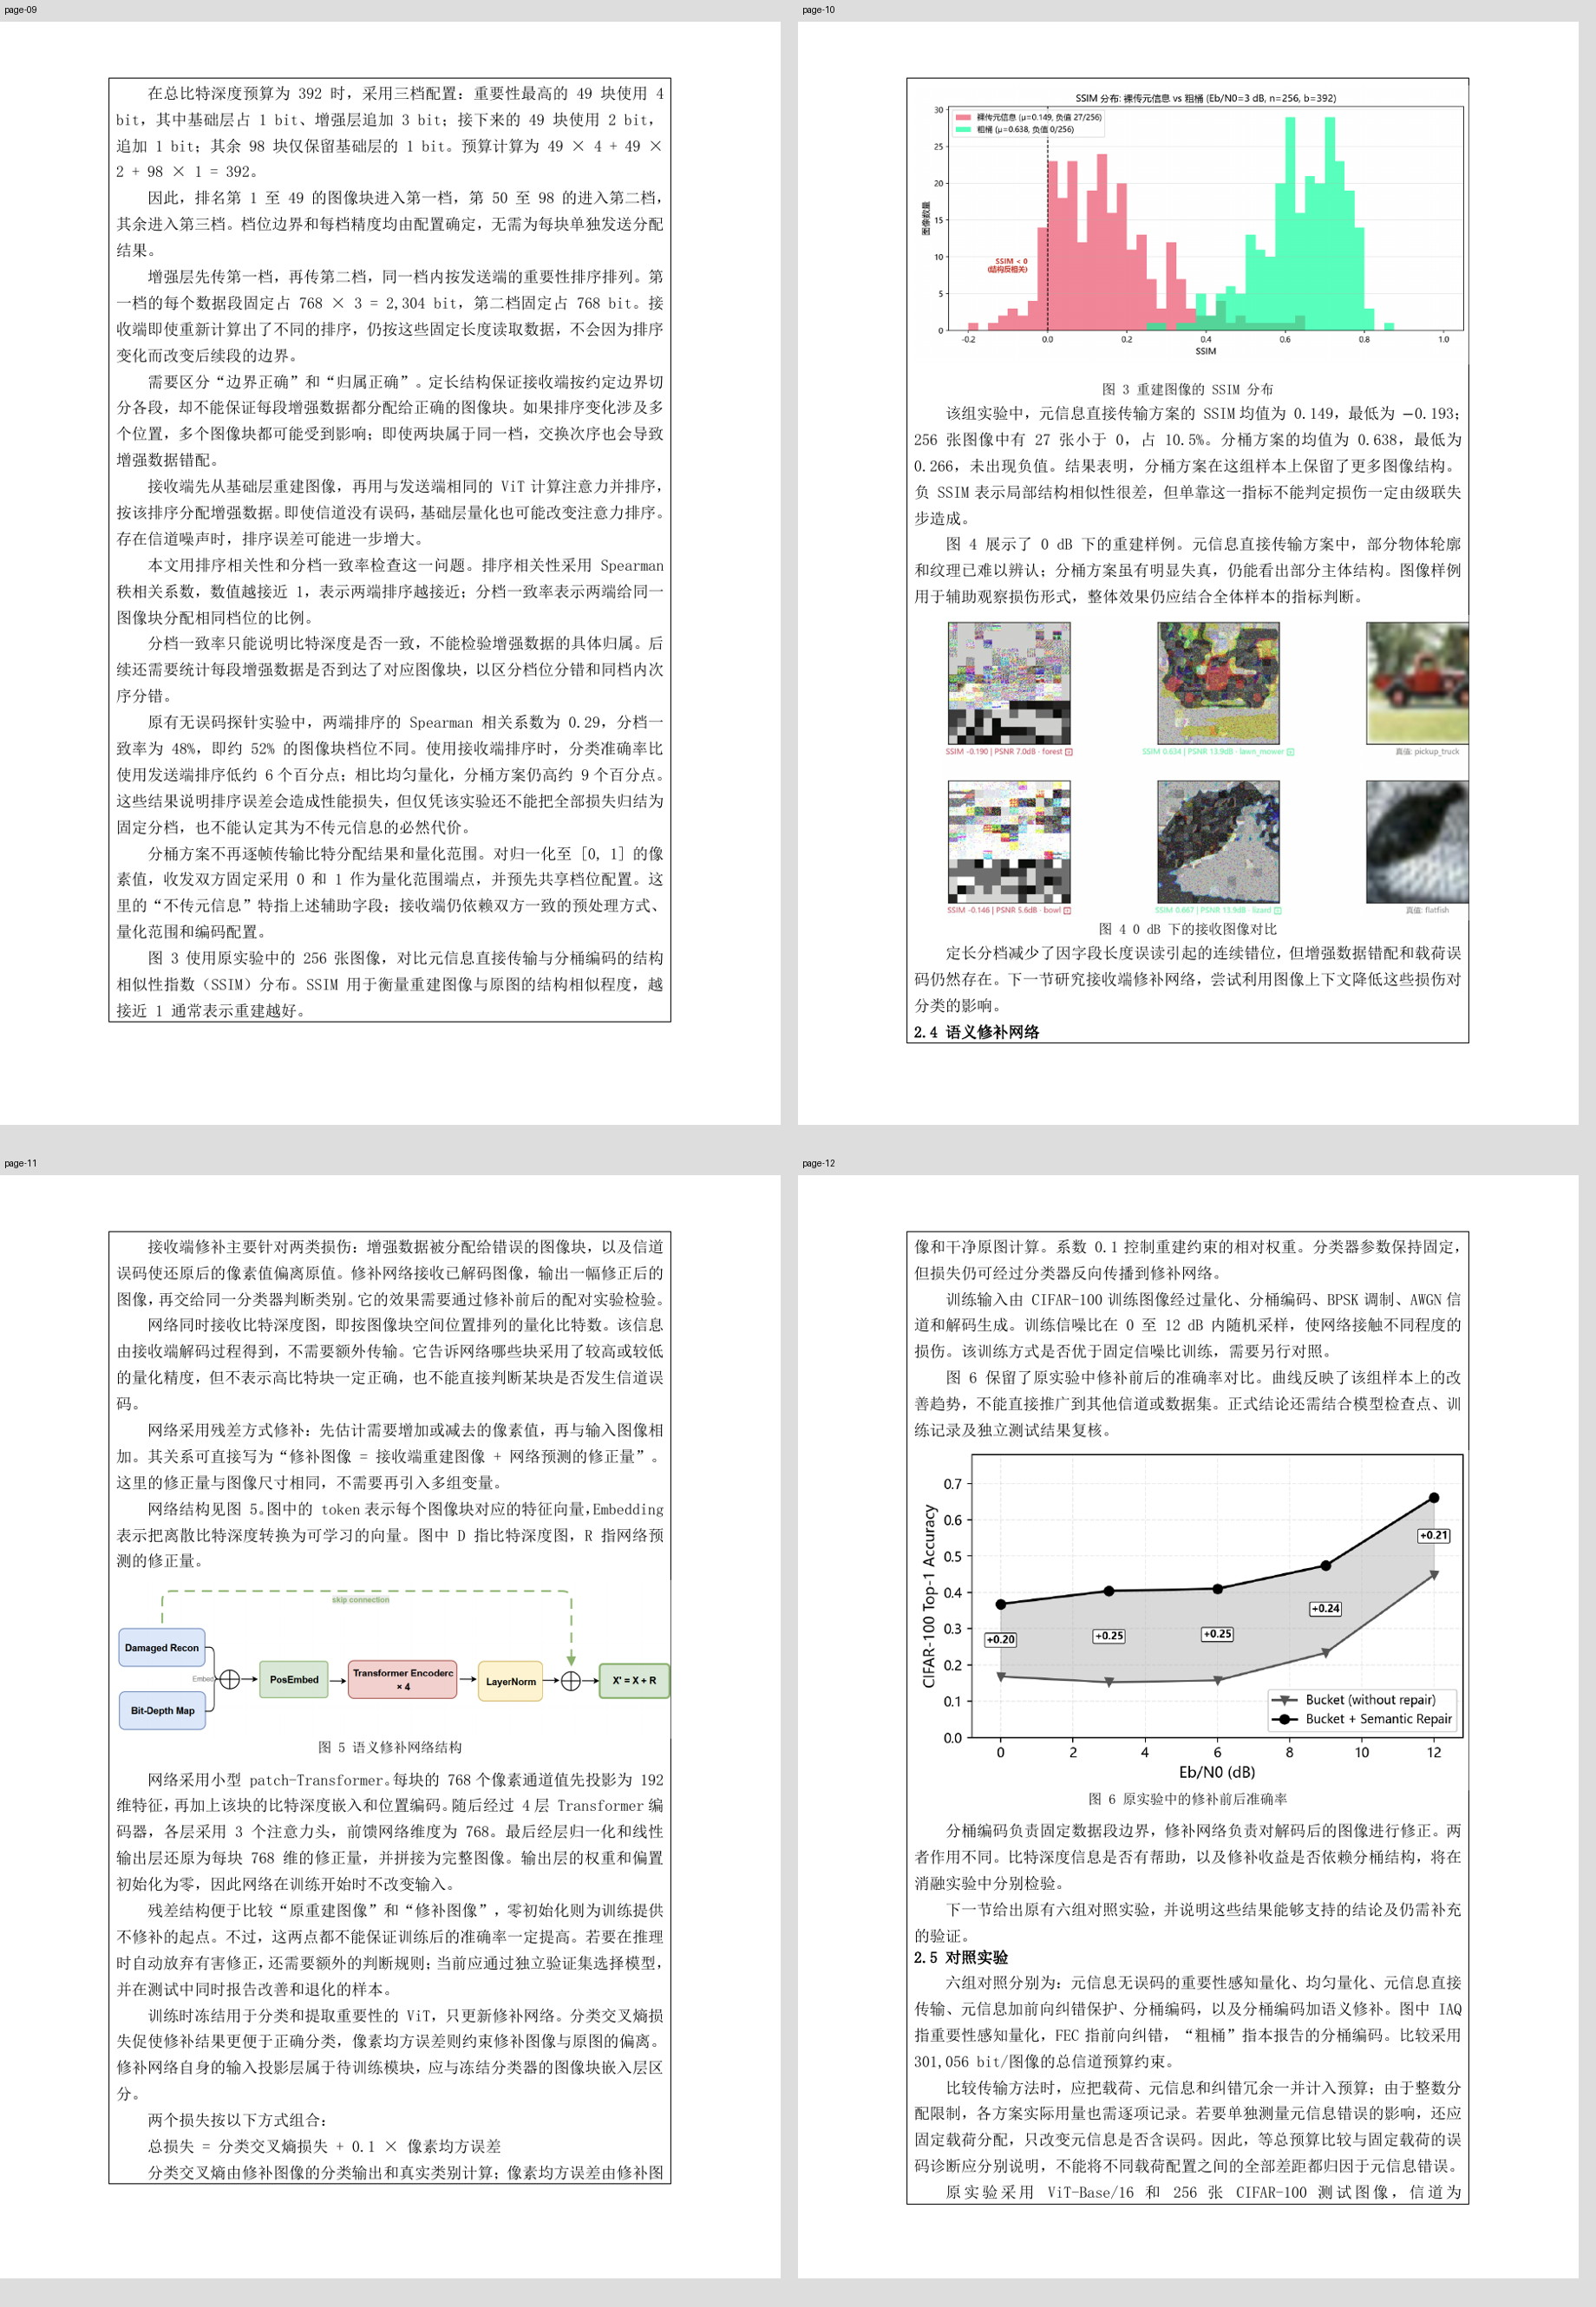 page-09
在总比特深度预算为 392 时，采用三档配置：重要性最高的 49 块使用 4
bit，其中基础层占 1 bit、增强层追加 3 bit；接下来的 49 块使用 2 bit，
追加 1 bit；其余 98 块仅保留基础层的 1 bit。预算计算为 49 × 4 + 49 ×
2 + 98 × 1 = 392。
因此，排名第 1 至 49 的图像块进入第一档，第 50 至 98 的进入第二档，
其余进入第三档。档位边界和每档精度均由配置确定，无需为每块单独发送分配
结果。
增强层先传第一档，再传第二档，同一档内按发送端的重要性排序排列。第
一档的每个数据段固定占 768 × 3 = 2,304 bit，第二档固定占 768 bit。接
收端即使重新计算出了不同的排序，仍按这些固定长度读取数据，不会因为排序
变化而改变后续段的边界。
需要区分“边界正确”和“归属正确”。定长结构保证接收端按约定边界切
分各段，却不能保证每段增强数据都分配给正确的图像块。如果排序变化涉及多
个位置，多个图像块都可能受到影响；即使两块属于同一档，交换次序也会导致
增强数据错配。
接收端先从基础层重建图像，再用与发送端相同的 ViT 计算注意力并排序，
按该排序分配增强数据。即使信道没有误码，基础层量化也可能改变注意力排序。
存在信道噪声时，排序误差可能进一步增大。
本文用排序相关性和分档一致率检查这一问题。排序相关性采用 Spearman
秩相关系数，数值越接近 1，表示两端排序越接近；分档一致率表示两端给同一
图像块分配相同档位的比例。
分档一致率只能说明比特深度是否一致，不能检验增强数据的具体归属。后
续还需要统计每段增强数据是否到达了对应图像块，以区分档位分错和同档内次
序分错。
原有无误码探针实验中，两端排序的 Spearman 相关系数为 0.29，分档一
致率为 48%，即约 52% 的图像块档位不同。使用接收端排序时，分类准确率比
使用发送端排序低约 6 个百分点；相比均匀量化，分桶方案仍高约 9 个百分点。
这些结果说明排序误差会造成性能损失，但仅凭该实验还不能把全部损失归结为
固定分档，也不能认定其为不传元信息的必然代价。
分桶方案不再逐帧传输比特分配结果和量化范围。对归一化至 [0, 1] 的像
素值，收发双方固定采用 0 和 1 作为量化范围端点，并预先共享档位配置。这
里的“不传元信息”特指上述辅助字段；接收端仍依赖双方一致的预处理方式、
量化范围和编码配置。
图 3 使用原实验中的 256 张图像，对比元信息直接传输与分桶编码的结构
相似性指数（SSIM）分布。SSIM 用于衡量重建图像与原图的结构相似程度，越
接近 1 通常表示重建越好。
page-10
SSIM 分布: 裸传元信息 vs 粗桶 (Eb/N0=3 dB, n=256, b=392)
裸传元信息 (μ=0.149, 负值 27/256)
粗桶 (μ=0.638, 负值 0/256)
30
25
20
15
10
5
0
图像数量
SSIM < 0
(结构反相关)
-0.2 0.0 0.2 0.4 0.6 0.8 1.0
SSIM
图 3 重建图像的 SSIM 分布
该组实验中，元信息直接传输方案的 SSIM 均值为 0.149，最低为 −0.193；
256 张图像中有 27 张小于 0，占 10.5%。分桶方案的均值为 0.638，最低为
0.266，未出现负值。结果表明，分桶方案在这组样本上保留了更多图像结构。
负 SSIM 表示局部结构相似性很差，但单靠这一指标不能判定损伤一定由级联失
步造成。
图 4 展示了 0 dB 下的重建样例。元信息直接传输方案中，部分物体轮廓
和纹理已难以辨认；分桶方案虽有明显失真，仍能看出部分主体结构。图像样例
用于辅助观察损伤形式，整体效果仍应结合全体样本的指标判断。
SSIM -0.190 | PSNR 7.0dB · forest
SSIM 0.634 | PSNR 13.9dB · lawn_mower
真值: pickup_truck
SSIM -0.146 | PSNR 5.6dB · bowl
SSIM 0.667 | PSNR 13.9dB · lizard
真值: flatfish
图 4 0 dB 下的接收图像对比
定长分档减少了因字段长度误读引起的连续错位，但增强数据错配和载荷误
码仍然存在。下一节研究接收端修补网络，尝试利用图像上下文降低这些损伤对
分类的影响。
2.4 语义修补网络
page-11
接收端修补主要针对两类损伤：增强数据被分配给错误的图像块，以及信道
误码使还原后的像素值偏离原值。修补网络接收已解码图像，输出一幅修正后的
图像，再交给同一分类器判断类别。它的效果需要通过修补前后的配对实验检验。
网络同时接收比特深度图，即按图像块空间位置排列的量化比特数。该信息
由接收端解码过程得到，不需要额外传输。它告诉网络哪些块采用了较高或较低
的量化精度，但不表示高比特块一定正确，也不能直接判断某块是否发生信道误
码。
网络采用残差方式修补：先估计需要增加或减去的像素值，再与输入图像相
加。其关系可直接写为“修补图像 = 接收端重建图像 + 网络预测的修正量”。
这里的修正量与图像尺寸相同，不需要再引入多组变量。
网络结构见图 5。图中的 token 表示每个图像块对应的特征向量，Embedding
表示把离散比特深度转换为可学习的向量。图中 D 指比特深度图，R 指网络预
测的修正量。
skip connection
Damaged Recon
Bit-Depth Map
Embed
PosEmbed
Transformer Encoderc
× 4
LayerNorm
X' = X + R
图 5 语义修补网络结构
网络采用小型 patch-Transformer。每块的 768 个像素通道值先投影为 192
维特征，再加上该块的比特深度嵌入和位置编码。随后经过 4 层 Transformer 编
码器，各层采用 3 个注意力头，前馈网络维度为 768。最后经层归一化和线性
输出层还原为每块 768 维的修正量，并拼接为完整图像。输出层的权重和偏置
初始化为零，因此网络在训练开始时不改变输入。
残差结构便于比较“原重建图像”和“修补图像”，零初始化则为训练提供
不修补的起点。不过，这两点都不能保证训练后的准确率一定提高。若要在推理
时自动放弃有害修正，还需要额外的判断规则；当前应通过独立验证集选择模型，
并在测试中同时报告改善和退化的样本。
训练时冻结用于分类和提取重要性的 ViT，只更新修补网络。分类交叉熵损
失促使修补结果更便于正确分类，像素均方误差则约束修补图像与原图的偏离。
修补网络自身的输入投影层属于待训练模块，应与冻结分类器的图像块嵌入层区
分。
两个损失按以下方式组合：
总损失 = 分类交叉熵损失 + 0.1 × 像素均方误差
分类交叉熵由修补图像的分类输出和真实类别计算；像素均方误差由修补图
page-12
像和干净原图计算。系数 0.1 控制重建约束的相对权重。分类器参数保持固定，
但损失仍可经过分类器反向传播到修补网络。
训练输入由 CIFAR-100 训练图像经过量化、分桶编码、BPSK 调制、AWGN 信
道和解码生成。训练信噪比在 0 至 12 dB 内随机采样，使网络接触不同程度的
损伤。该训练方式是否优于固定信噪比训练，需要另行对照。
图 6 保留了原实验中修补前后的准确率对比。曲线反映了该组样本上的改
善趋势，不能直接推广到其他信道或数据集。正式结论还需结合模型检查点、训
练记录及独立测试结果复核。
CIFAR-100 Top-1 Accuracy
0.7
0.6
0.5
0.4
0.3
0.2
0.1
0.0
+0.20
+0.25
+0.25
+0.24
+0.21
Bucket (without repair)
Bucket + Semantic Repair
0 2 4 6 8 10 12
Eb/N0 (dB)
图 6 原实验中的修补前后准确率
分桶编码负责固定数据段边界，修补网络负责对解码后的图像进行修正。两
者作用不同。比特深度信息是否有帮助，以及修补收益是否依赖分桶结构，将在
消融实验中分别检验。
下一节给出原有六组对照实验，并说明这些结果能够支持的结论及仍需补充
的验证。
2.5 对照实验
六组对照分别为：元信息无误码的重要性感知量化、均匀量化、元信息直接
传输、元信息加前向纠错保护、分桶编码，以及分桶编码加语义修补。图中 IAQ
指重要性感知量化，FEC 指前向纠错，“粗桶”指本报告的分桶编码。比较采用
301,056 bit/图像的总信道预算约束。
比较传输方法时，应把载荷、元信息和纠错冗余一并计入预算；由于整数分
配限制，各方案实际用量也需逐项记录。若要单独测量元信息错误的影响，还应
固定载荷分配，只改变元信息是否含误码。因此，等总预算比较与固定载荷的误
码诊断应分别说明，不能将不同载荷配置之间的全部差距都归因于元信息错误。
原实验采用 ViT-Base/16 和 256 张 CIFAR-100 测试图像，信道为